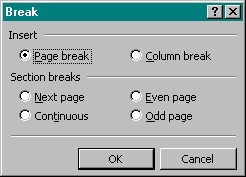 Break
Insert
Page break Column break
Section breaks
Next page Even page
Continuous Odd page
OK Cancel